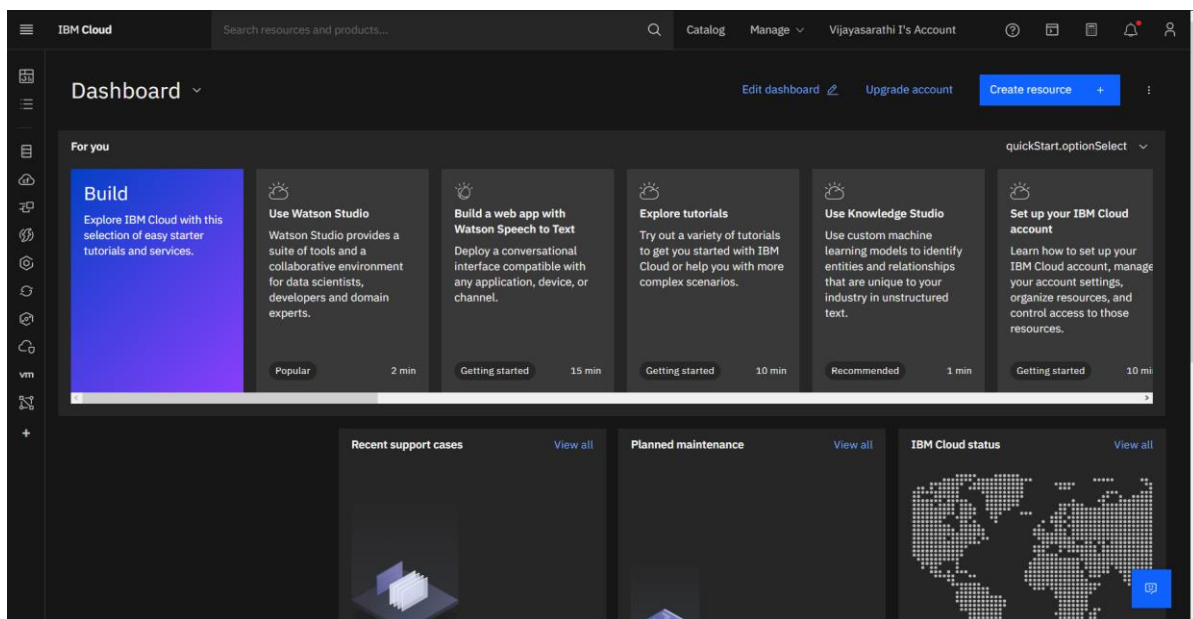 IBM Cloud
Search resources and products...
Catalog
Manage
Vijayasarathi I's Account
Dashboard
Edit dashboard
Upgrade account
Create resource +
For you
quickStart.optionSelect
Build
Explore IBM Cloud with this
selection of easy starter
tutorials and services.
Use Watson Studio
Watson Studio provides a
suite of tools and a
collaborative environment
for data scientists,
developers and domain
experts.
Popular
2 min
Build a web app with
Watson Speech to Text
Deploy a conversational
interface compatible with
any application, device, or
channel.
Getting started
15 min
Explore tutorials
Try out a variety of tutorials
to get you started with IBM
Cloud or help you with more
complex scenarios.
Getting started
10 min
Use Knowledge Studio
Use custom machine
learning models to identify
entities and relationships
that are unique to your
industry in unstructured
text.
Recommended
1 min
Set up your IBM Cloud
account
Learn how to set up your
IBM Cloud account, manage
your account settings,
organize resources, and
control access to those
resources.
Getting started
10 mi
vm
Recent support cases
View all
Planned maintenance
View all
IBM Cloud status
View all